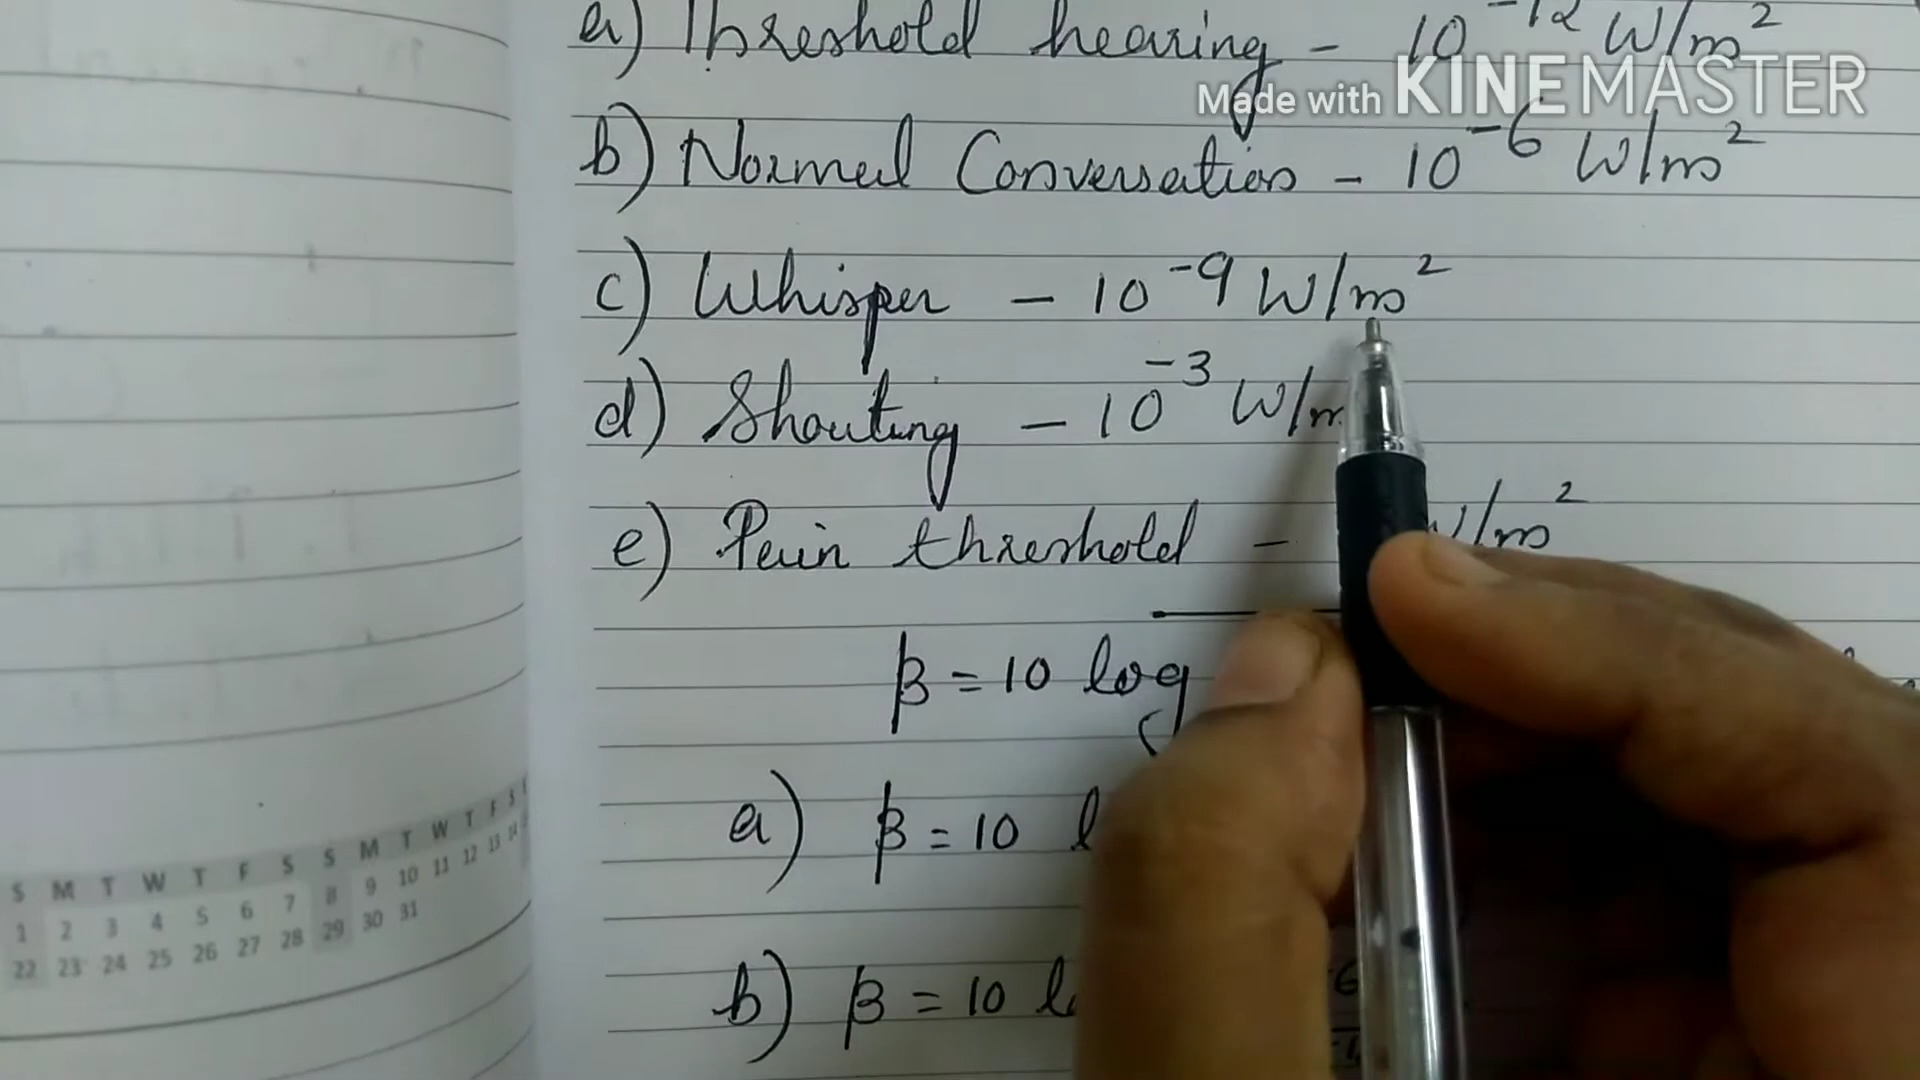 a) Threshold hearing - 10⁻¹² W/m²
Made with KINEMASTER
b) Normal Conversation - 10⁻⁶ W/m²
c) Whisper - 10⁻⁹ W/m²
d) Shouting - 10⁻³ W/m
e) Pain threshold - W/m²
β = 10 log
a) β = 10 l
b) β = 10 lo
S M T W T F S S M T W T F S
1 2 3 4 5 6 7 8 9 10 11 12 13 14
22 23 24 25 26 27 28 29 30 31